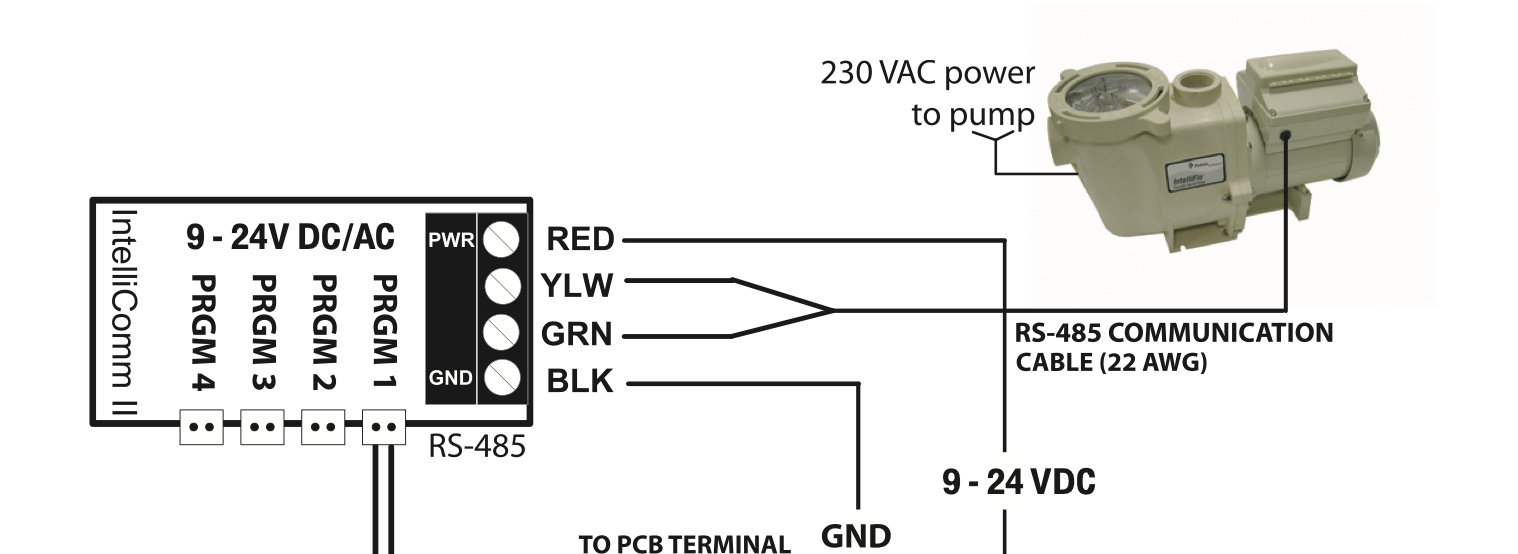 230 VAC power
to pump
IntelliFlo
IntelliComm II
9 - 24V DC/AC
PRGM 4
PRGM 3
PRGM 2
PRGM 1
PWR
GND
RED
YLW
GRN
BLK
RS-485
RS-485 COMMUNICATION
CABLE (22 AWG)
9 - 24 VDC
GND
TO PCB TERMINAL